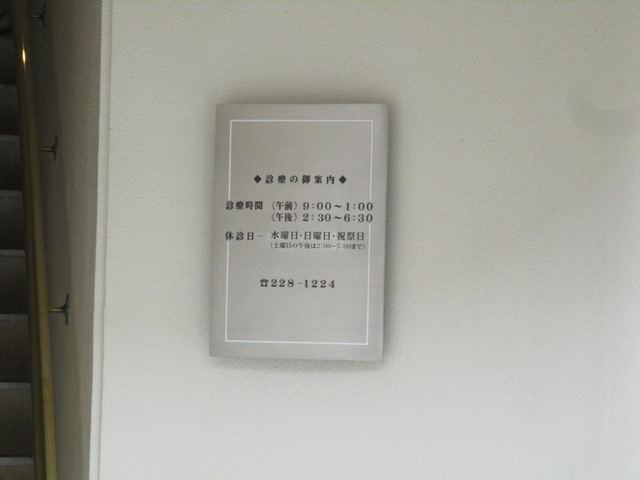 ◆診療の御案内◆
診療時間 〈午前〉9:00～1:00
〈午後〉2:30～6:30
休診日－水曜日・日曜日・祝祭日
(土曜日の午後は2:00～5:00まで)
☎228-1224